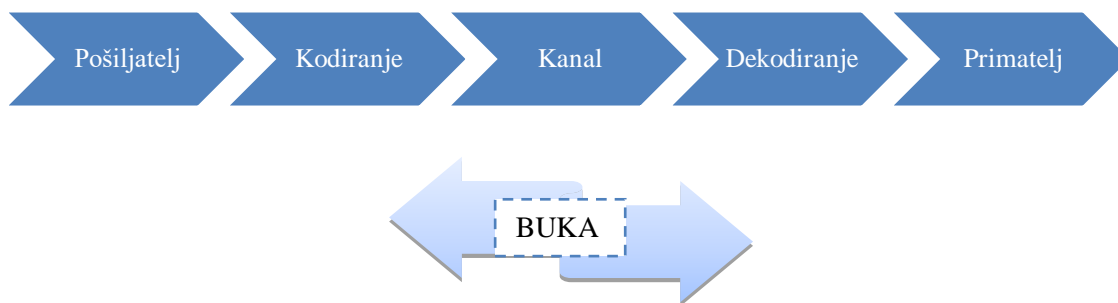 Pošiljatelj
Kodiranje
Kanal
Dekodiranje
Primatelj
BUKA